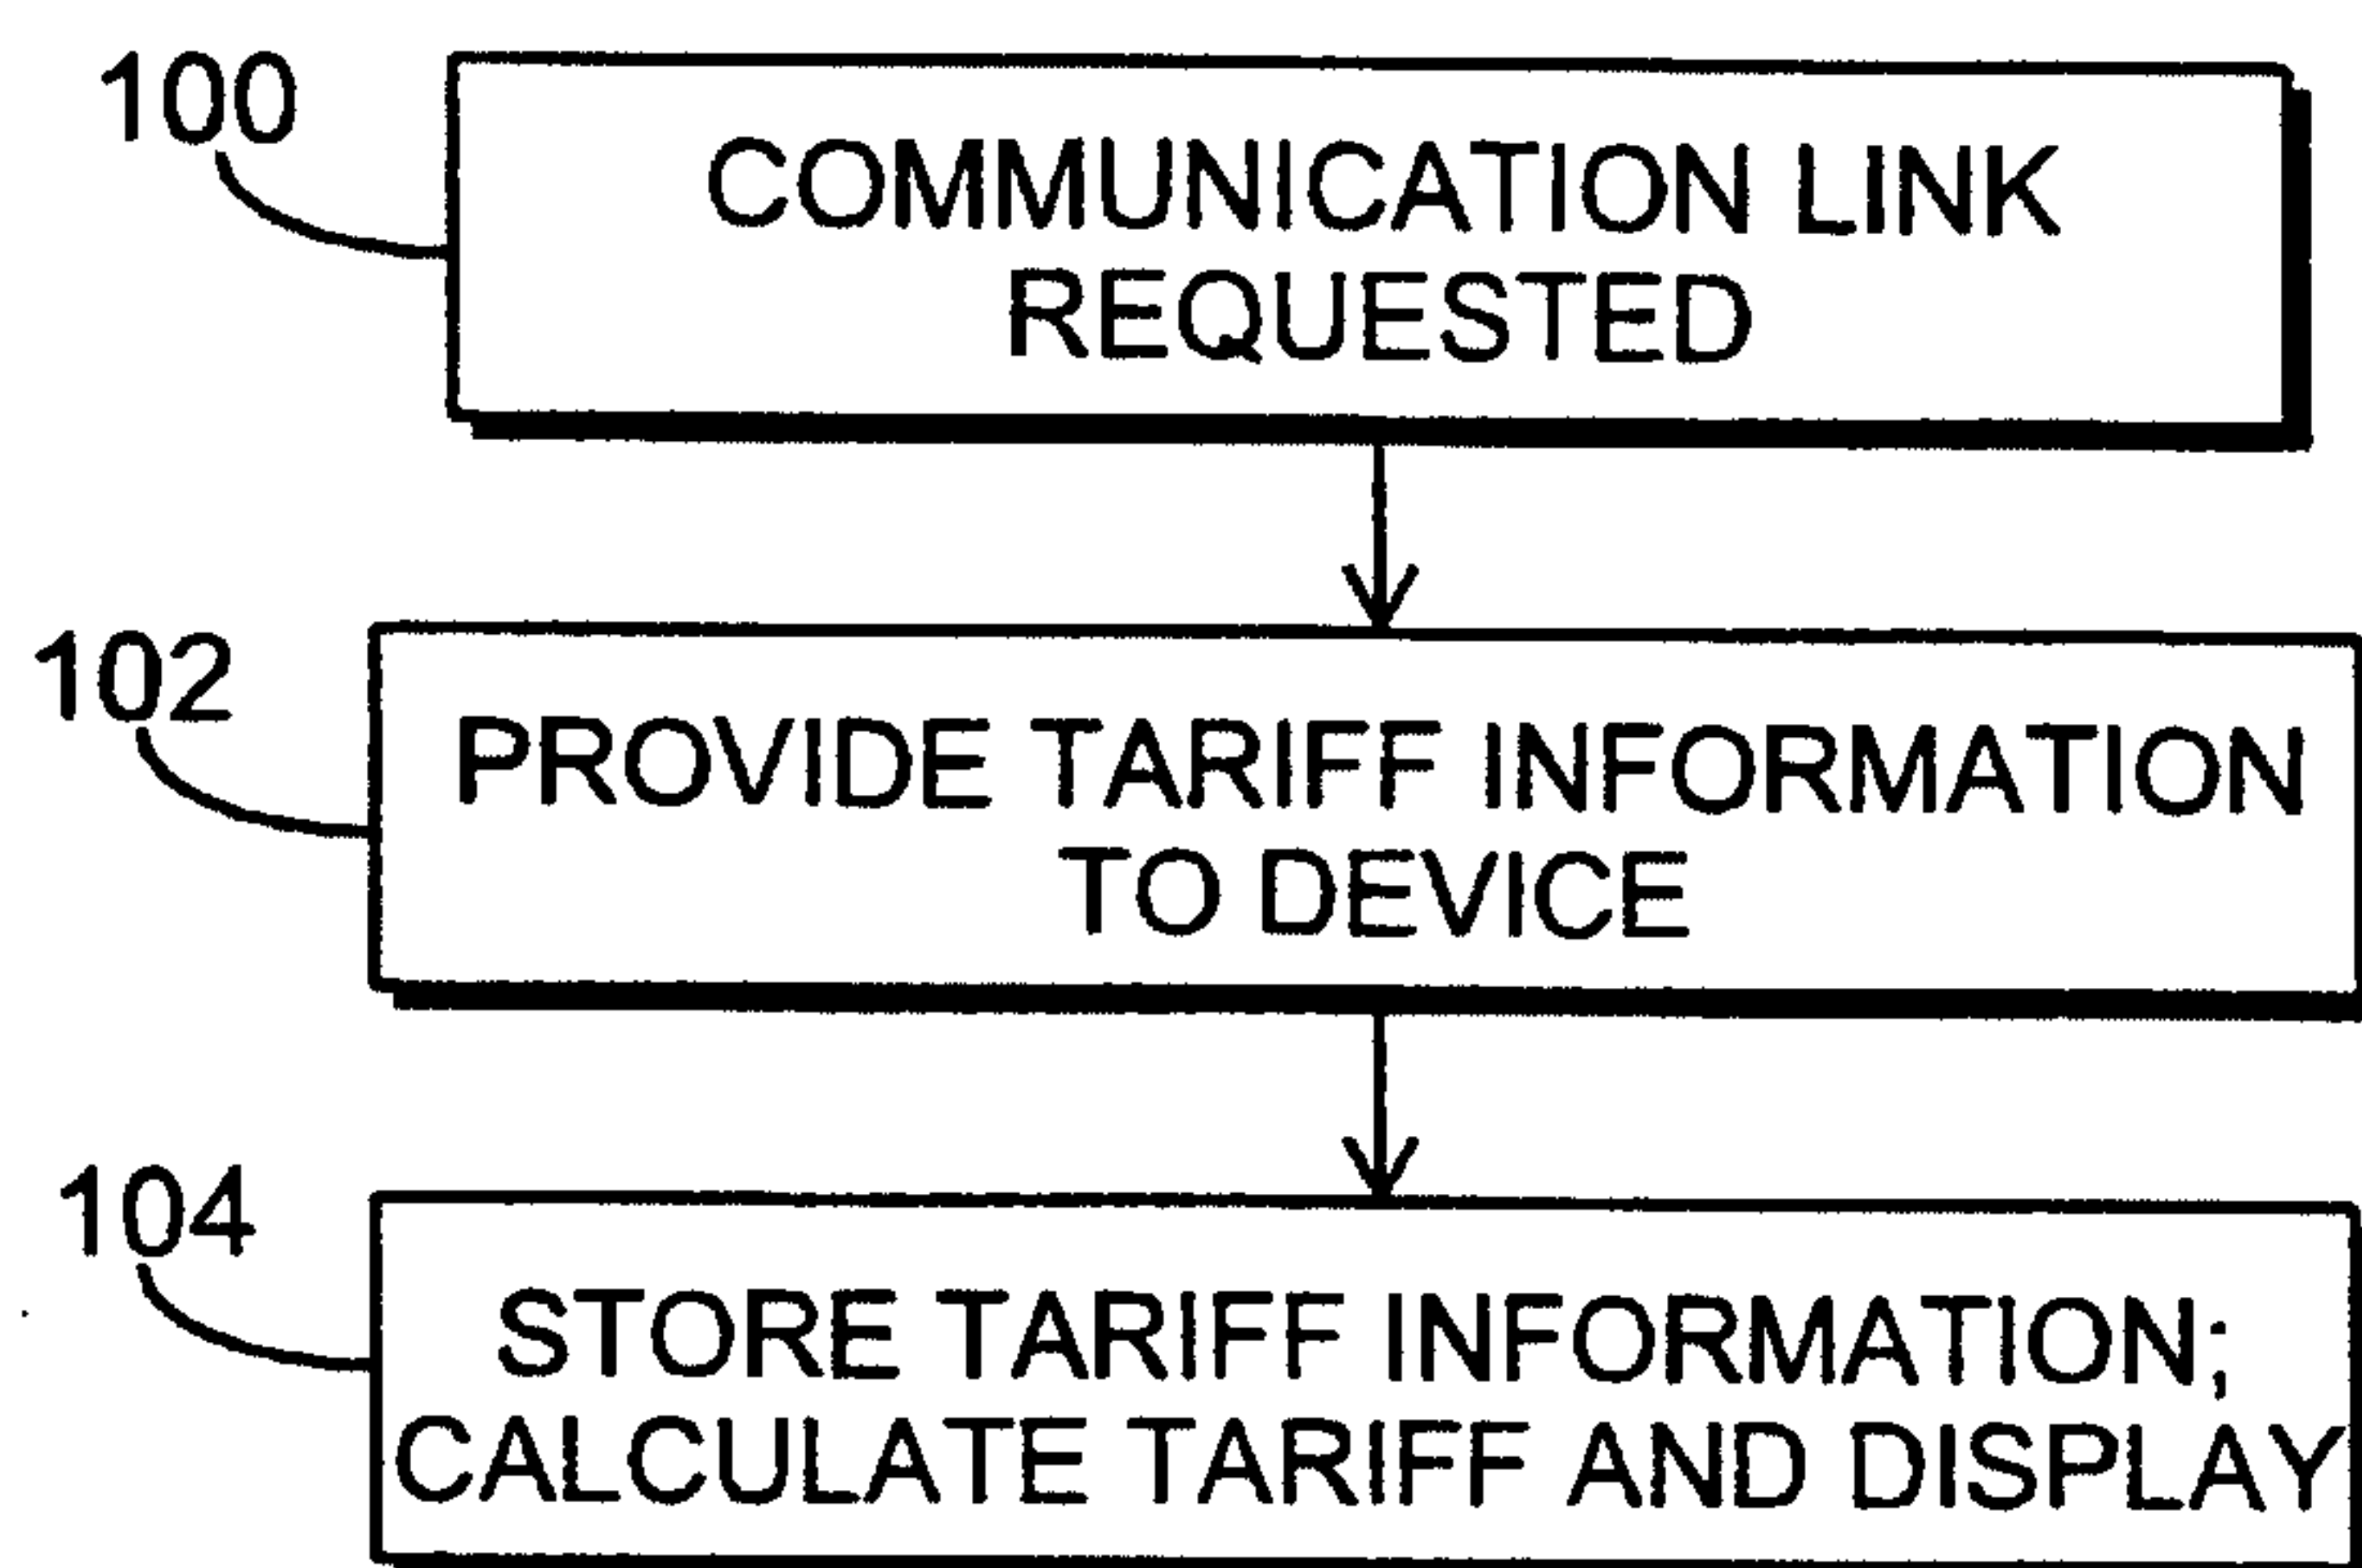 100
COMMUNICATION LINK
REQUESTED
102
PROVIDE TARIFF INFORMATION
TO DEVICE
104
STORE TARIFF INFORMATION;
CALCULATE TARIFF AND DISPLAY